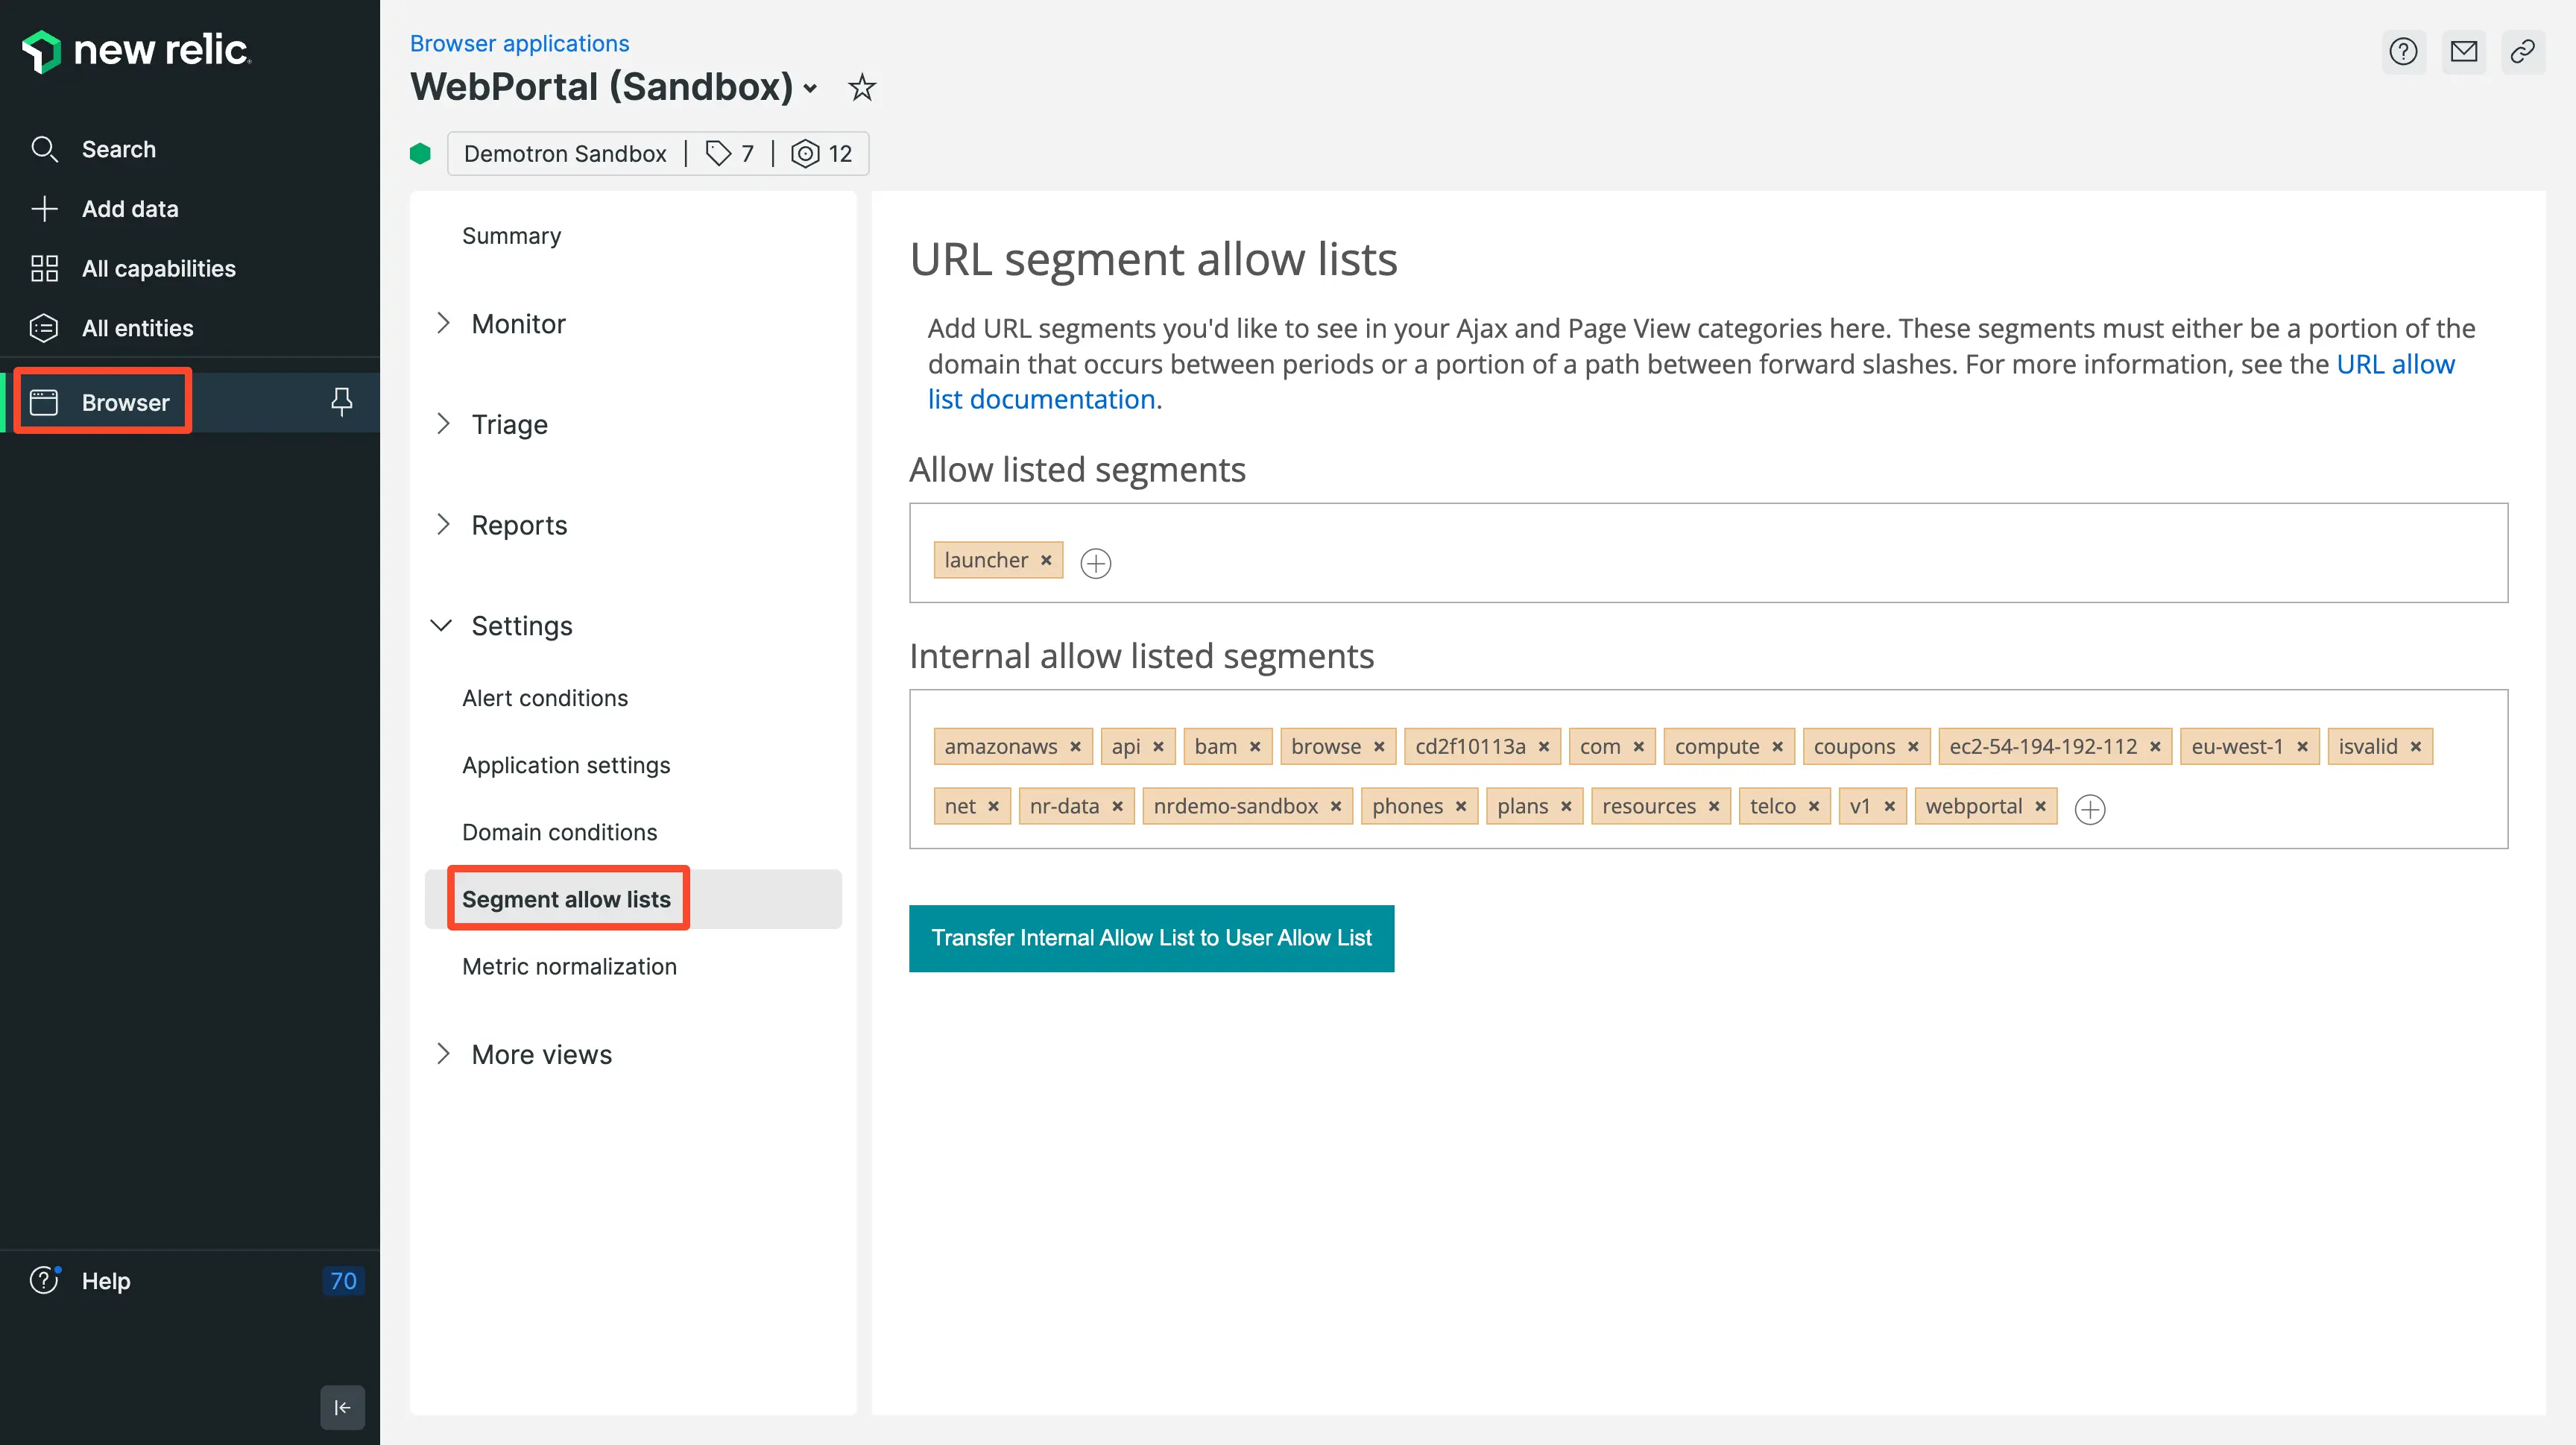 new relic.
Search
Add data
All capabilities
All entities
Browser
Help
70
Browser applications
WebPortal (Sandbox)
Demotron Sandbox | 7 | 12
Summary
Monitor
Triage
Reports
Settings
Alert conditions
Application settings
Domain conditions
Segment allow lists
Metric normalization
More views
URL segment allow lists
Add URL segments you'd like to see in your Ajax and Page View categories here. These segments must either be a portion of the
domain that occurs between periods or a portion of a path between forward slashes. For more information, see the URL allow
list documentation.
Allow listed segments
launcher ×
Internal allow listed segments
amazonaws × api × bam × browse × cd2f10113a × com × compute × coupons × ec2-54-194-192-112 × eu-west-1 × isvalid ×
net × nr-data × nrdemo-sandbox × phones × plans × resources × telco × v1 × webportal ×
Transfer Internal Allow List to User Allow List